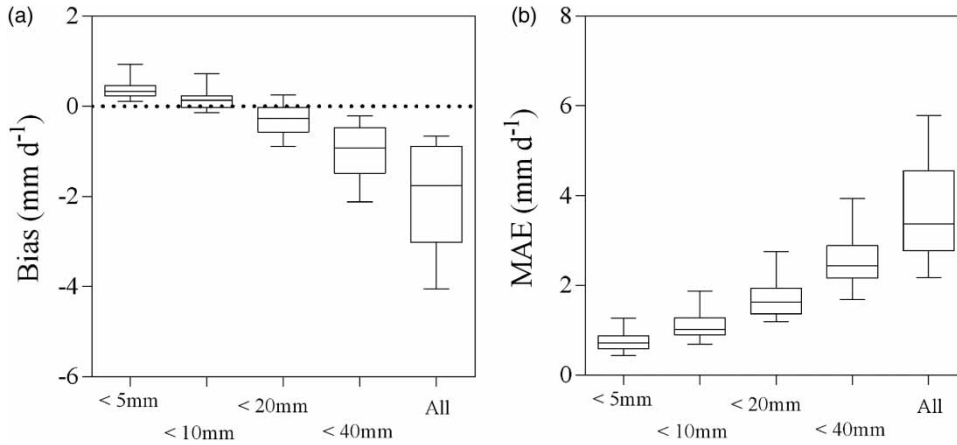 (a)
Bias (mm d⁻¹)
2
0
-2
-4
-6
< 5mm
< 10mm
< 20mm
< 40mm
All
(b)
MAE (mm d⁻¹)
8
6
4
2
0
< 5mm
< 10mm
< 20mm
< 40mm
All